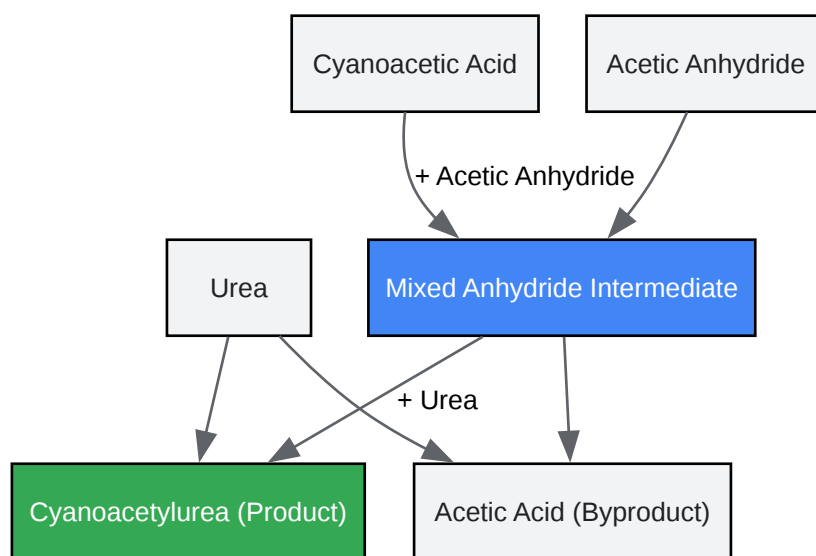 Cyanoacetic Acid
Acetic Anhydride
+ Acetic Anhydride
Urea
Mixed Anhydride Intermediate
+ Urea
Cyanoacetylurea (Product)
Acetic Acid (Byproduct)